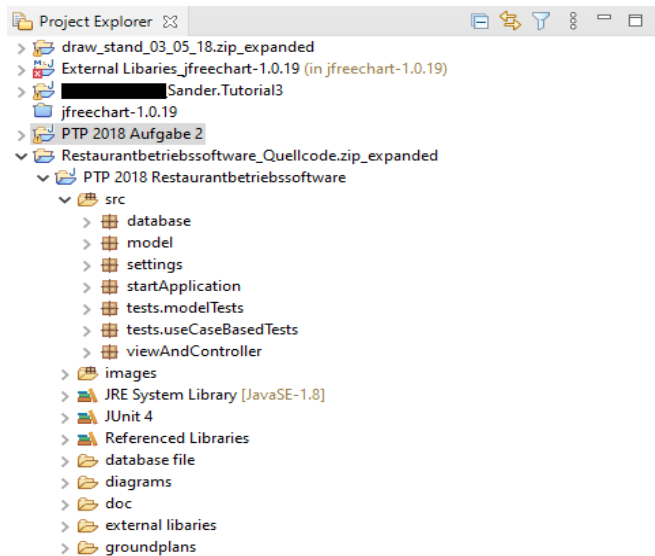 Project Explorer
draw_stand_03_05_18.zip_expanded
External Libaries_jfreechart-1.0.19 (in jfreechart-1.0.19)
Sander.Tutorial3
jfreechart-1.0.19
PTP 2018 Aufgabe 2
Restaurantbetriebssoftware_Quellcode.zip_expanded
PTP 2018 Restaurantbetriebssoftware
src
database
model
settings
startApplication
tests.modelTests
tests.useCaseBasedTests
viewAndController
images
JRE System Library [JavaSE-1.8]
JUnit 4
Referenced Libraries
database file
diagrams
doc
external libaries
groundplans